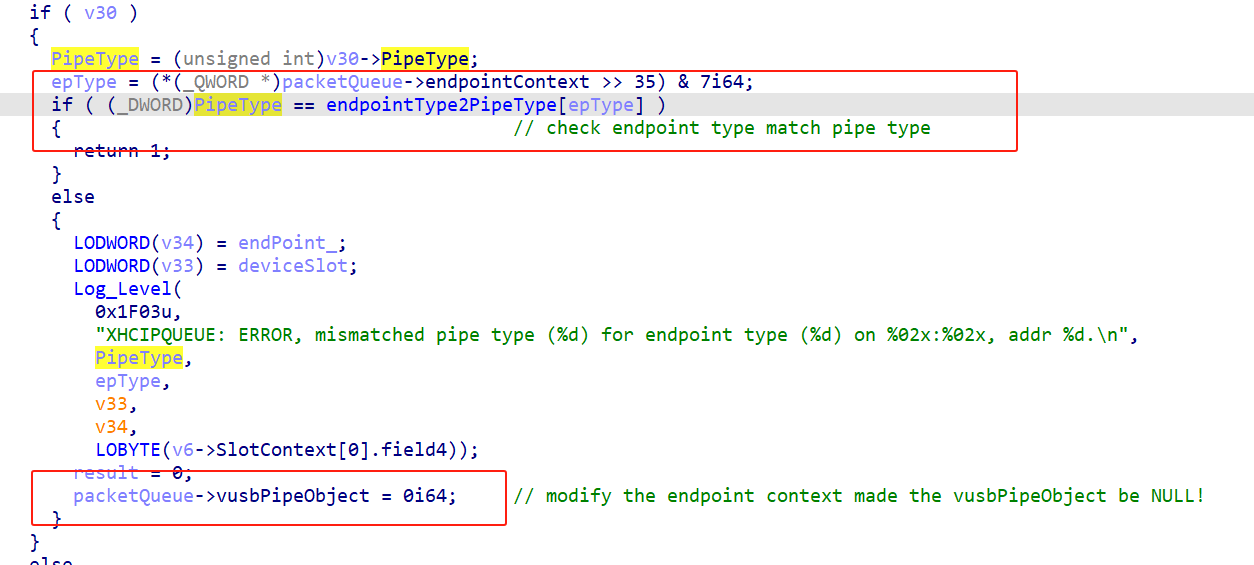 if ( v30 )
{
PipeType = (unsigned int)v30->PipeType;
epType = (*(_QWORD *)packetQueue->endpointContext >> 35) & 7i64;
if ( (_DWORD)PipeType == endpointType2PipeType[epType] )
{ // check endpoint type match pipe type
return 1;
}
else
{
LODWORD(v34) = endPoint_;
LODWORD(v33) = deviceSlot;
Log_Level(
0x1F03u,
"XHCIPQUEUE: ERROR, mismatched pipe type (%d) for endpoint type (%d) on %02x:%02x, addr %d.\n",
PipeType,
epType,
v33,
v34,
LOBYTE(v6->SlotContext[0].field4));
result = 0;
packetQueue->vusbPipeObject = 0i64; // modify the endpoint context made the vusbPipeObject be NULL!
}
}
else